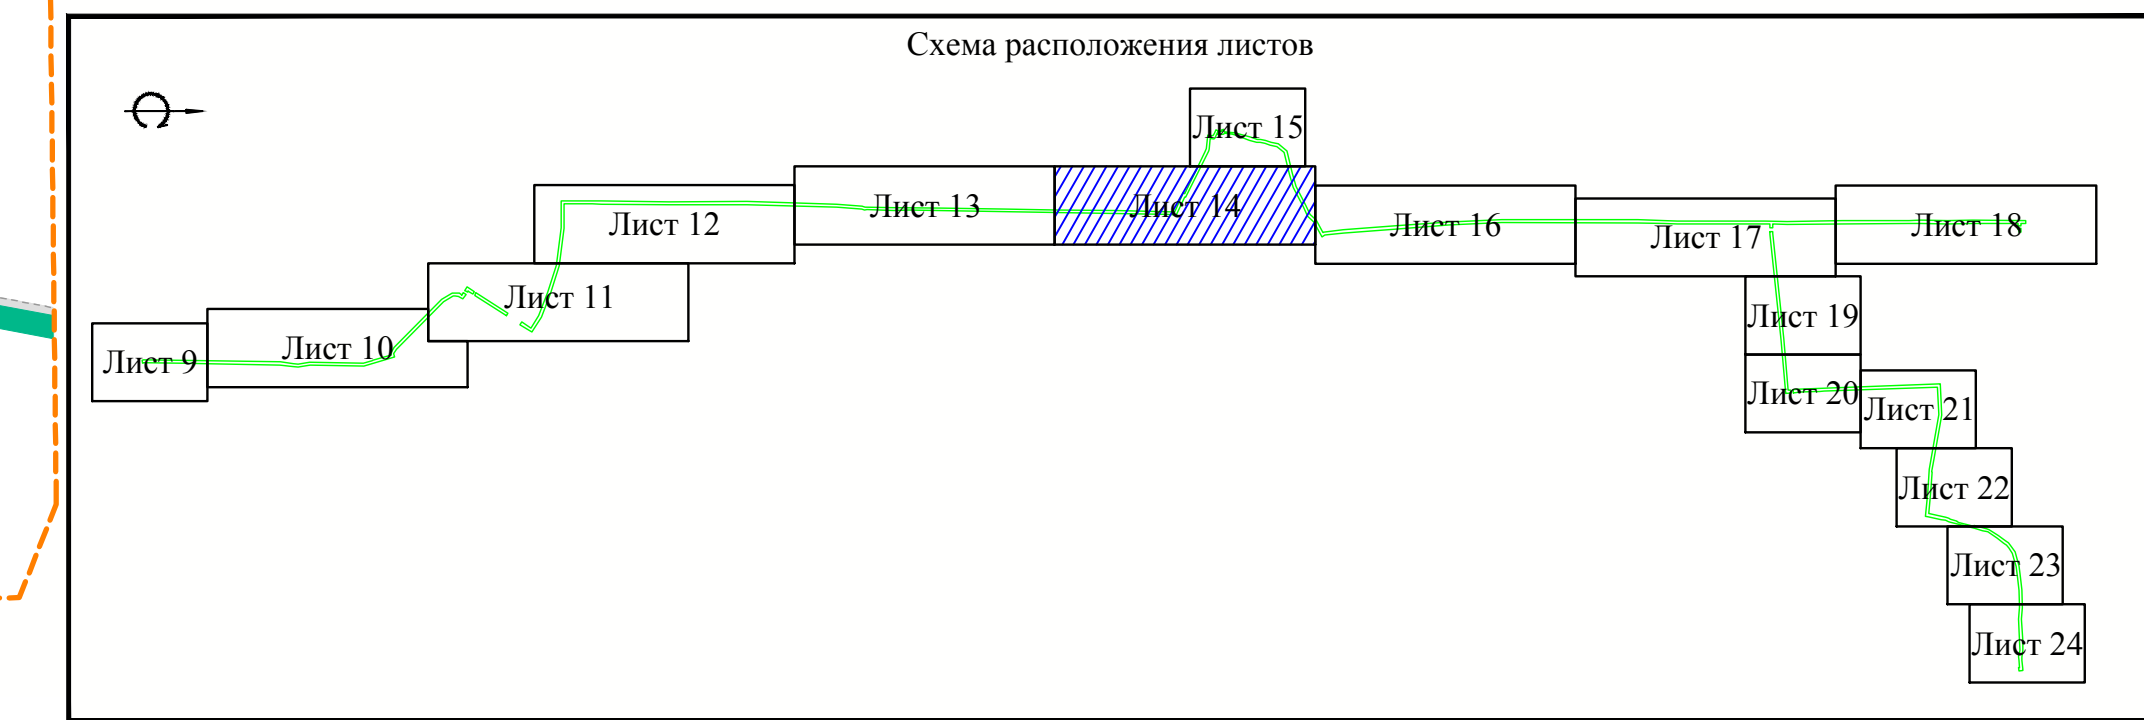 Схема расположения листов
Лист 9
Лист 10
Лист 11
Лист 12
Лист 13
Лист 14
Лист 15
Лист 16
Лист 17
Лист 18
Лист 19
Лист 20
Лист 21
Лист 22
Лист 23
Лист 24